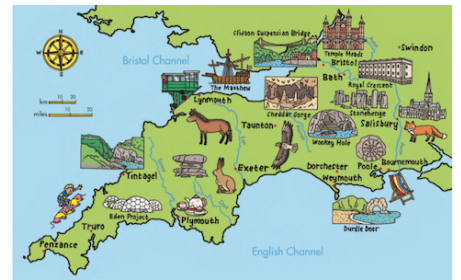 N
W
E
S
km 10 20
miles 10 20
Bristol Channel
Clifton Suspension Bridge
Temple Meads
Bristol
Swindon
The Matthew
Bath
Royal Crescent
Lynmouth
Cheddar Gorge
Stonehenge
Taunton
Wookey Hole
Salisbury
Tintagel
Exeter
Dorchester
Poole
Bournemouth
Weymouth
Eden Project
Plymouth
Truro
Durdle Door
Penzance
English Channel